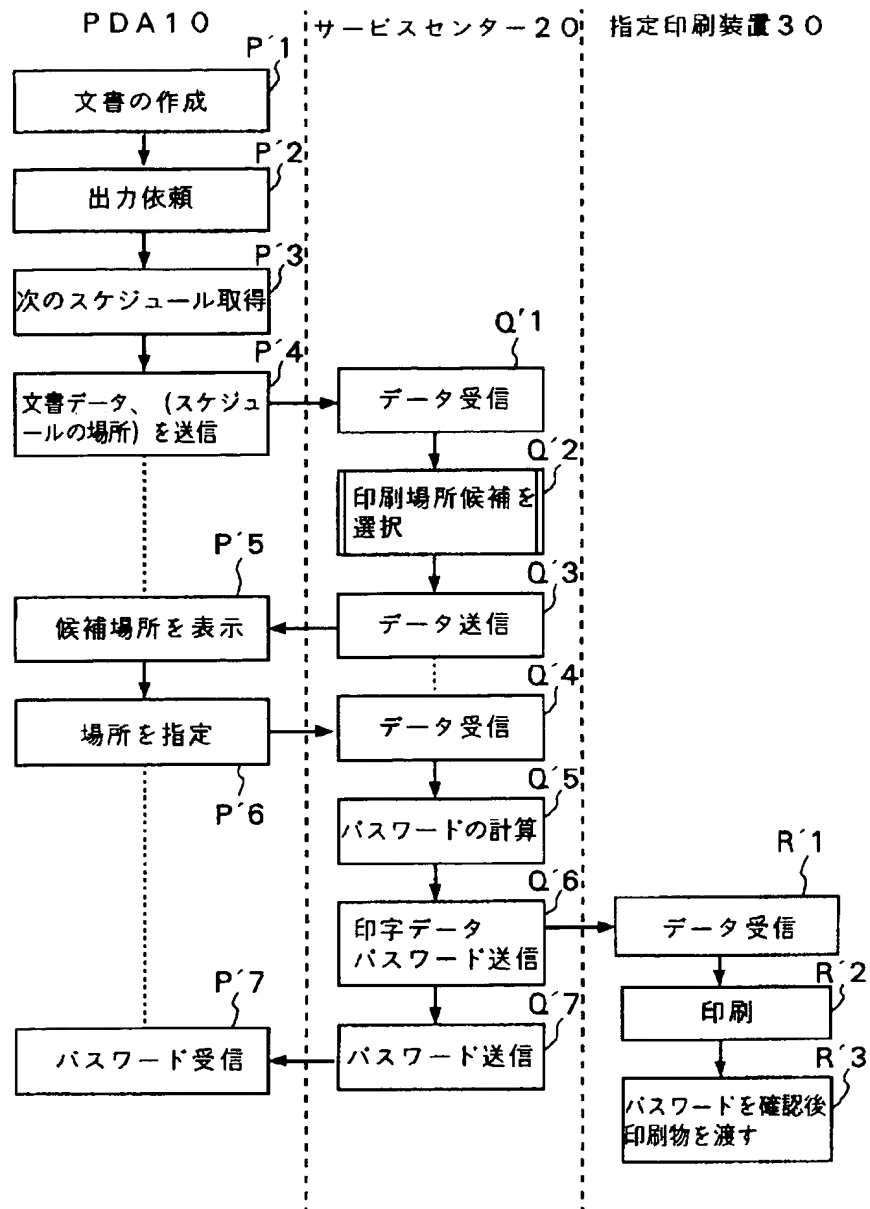 PDA10
サービスセンター20
指定印刷装置30
P´1
文書の作成
P´2
出力依頼
P´3
次のスケジュール取得
P´4
文書データ、(スケジュ
ールの場所)を送信
Q´1
データ受信
Q´2
印刷場所候補を
選択
P´5
候補場所を表示
Q´3
データ送信
場所を指定
P´6
Q´4
データ受信
Q´5
パスワードの計算
Q´6
印字データ
パスワード送信
R´1
データ受信
R´2
印刷
P´7
パスワード受信
Q´7
パスワード送信
R´3
パスワードを確認後
印刷物を渡す